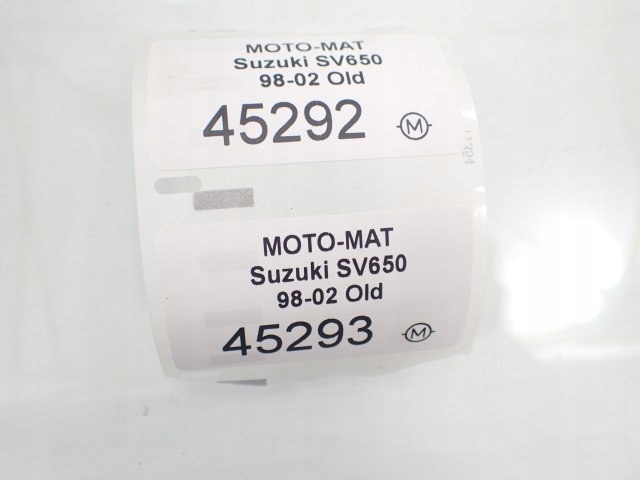 MOTO-MAT
Suzuki SV650
98-02 Old
45292 M
MOTO-MAT
Suzuki SV650
98-02 Old
45293 M